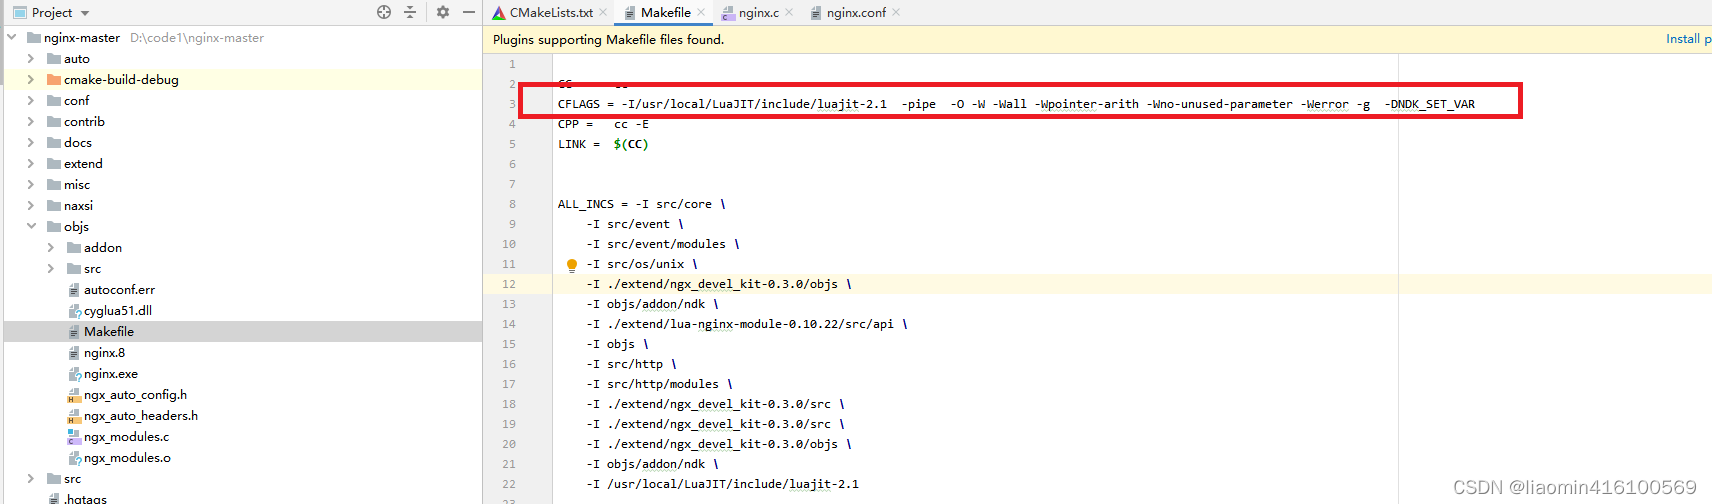 Project
CMakeLists.txt
Makefile
nginx.c
nginx.conf
nginx-master D:\code1\nginx-master
auto
cmake-build-debug
conf
contrib
docs
extend
misc
naxsi
objs
addon
src
autoconf.err
cyglua51.dll
Makefile
nginx.8
nginx.exe
ngx_auto_config.h
ngx_auto_headers.h
ngx_modules.c
ngx_modules.o
src
.hgtags
Plugins supporting Makefile files found.
Install p
1
2
3 CFLAGS = -I/usr/local/LuaJIT/include/luajit-2.1 -pipe -O -W -Wall -Wpointer-arith -Wno-unused-parameter -Werror -g -DNDK_SET_VAR
4 CPP = cc -E
5 LINK = $(CC)
6
7
8 ALL_INCS = -I src/core \
9 -I src/event \
10 -I src/event/modules \
11 -I src/os/unix \
12 -I ./extend/ngx_devel_kit-0.3.0/objs \
13 -I objs/addon/ndk \
14 -I ./extend/lua-nginx-module-0.10.22/src/api \
15 -I objs \
16 -I src/http \
17 -I src/http/modules \
18 -I ./extend/ngx_devel_kit-0.3.0/src \
19 -I ./extend/ngx_devel_kit-0.3.0/src \
20 -I ./extend/ngx_devel_kit-0.3.0/objs \
21 -I objs/addon/ndk \
22 -I /usr/local/LuaJIT/include/luajit-2.1
CSDN @liaomin416100569